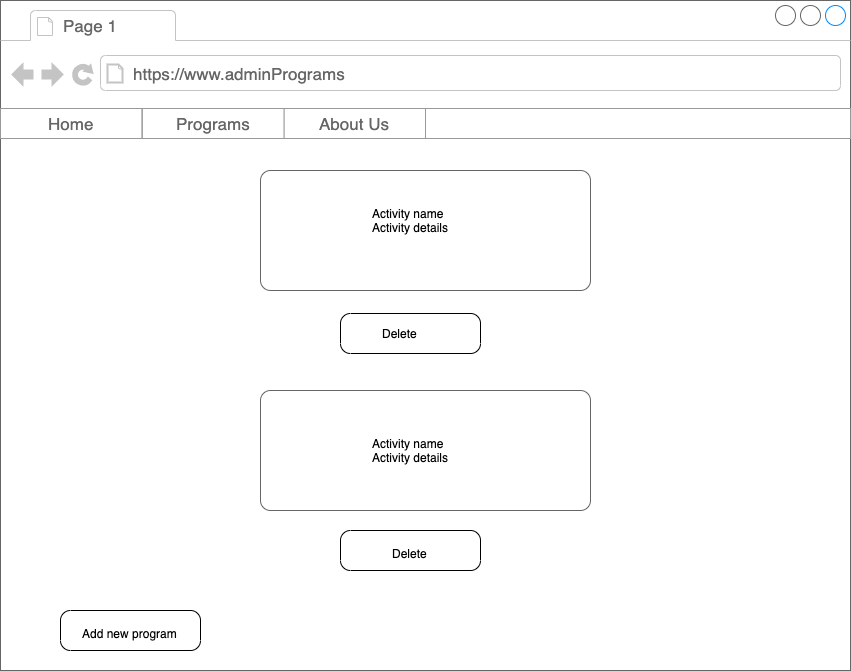 Page 1
https://www.adminPrograms
Home Programs About Us
Activity name
Activity details
Delete
Activity name
Activity details
Delete
Add new program